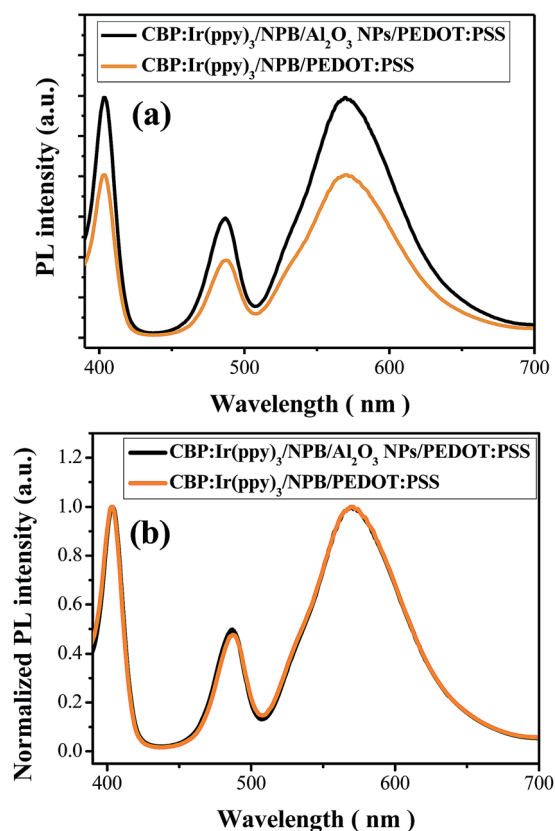 CBP:Ir(ppy)₃/NPB/Al₂O₃ NPs/PEDOT:PSS
CBP:Ir(ppy)₃/NPB/PEDOT:PSS
(a)
PL intensity (a.u.)
400 500 600 700
Wavelength ( nm )
CBP:Ir(ppy)₃/NPB/Al₂O₃ NPs/PEDOT:PSS
CBP:Ir(ppy)₃/NPB/PEDOT:PSS
(b)
Normalized PL intensity (a.u.)
1.2
1.0
0.8
0.6
0.4
0.2
0.0
400 500 600 700
Wavelength ( nm )